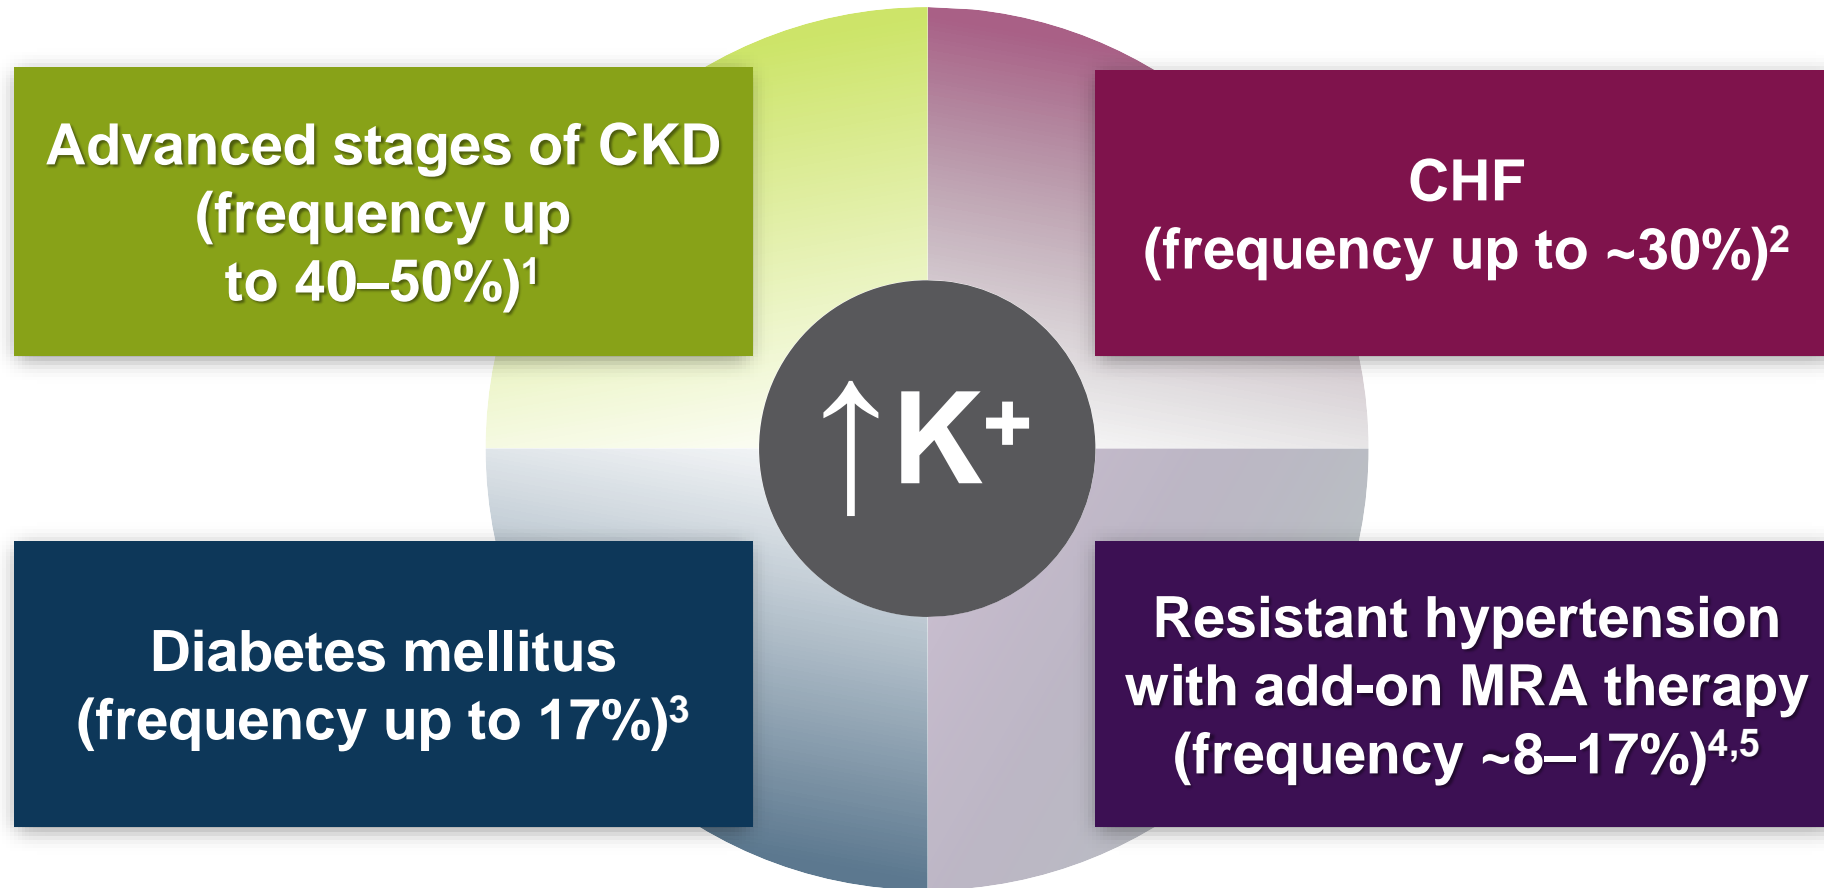 Advanced stages of CKD
(frequency up
to 40–50%)¹
CHF
(frequency up to ~30%)²
↑K⁺
Diabetes mellitus
(frequency up to 17%)³
Resistant hypertension
with add-on MRA therapy
(frequency ~8–17%)⁴,⁵